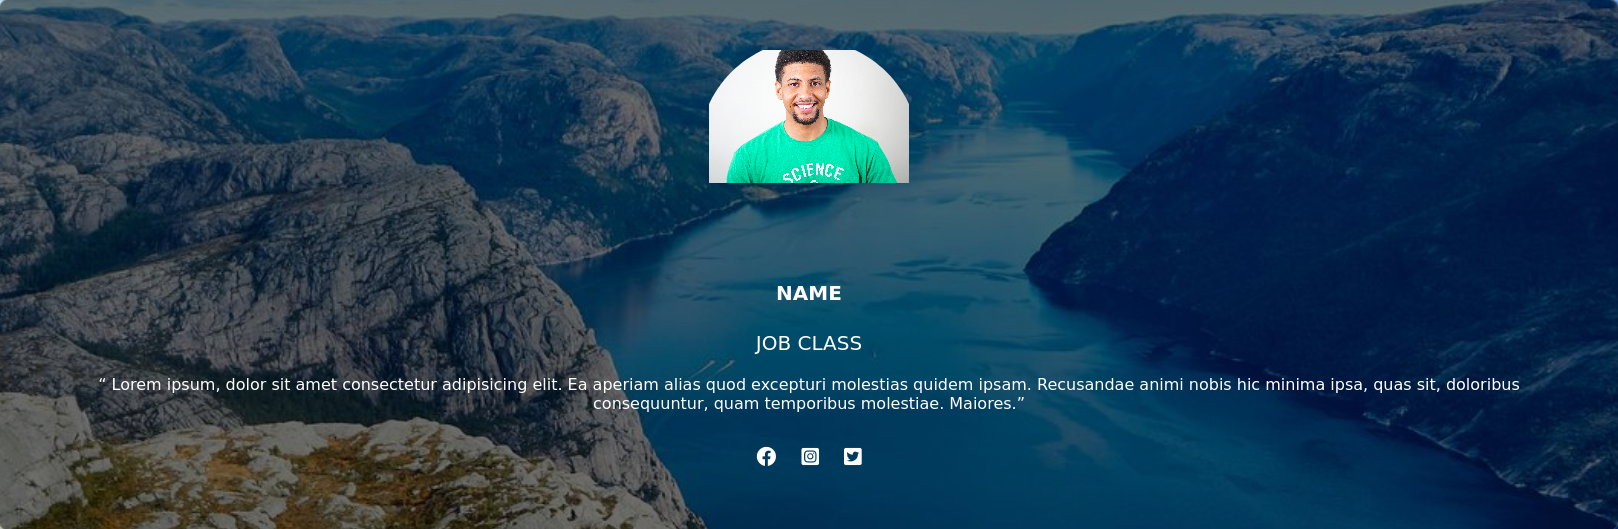 SCIENCE
NAME
JOB CLASS
“ Lorem ipsum, dolor sit amet consectetur adipisicing elit. Ea aperiam alias quod excepturi molestias quidem ipsam. Recusandae animi nobis hic minima ipsa, quas sit, doloribus
consequuntur, quam temporibus molestiae. Maiores.”